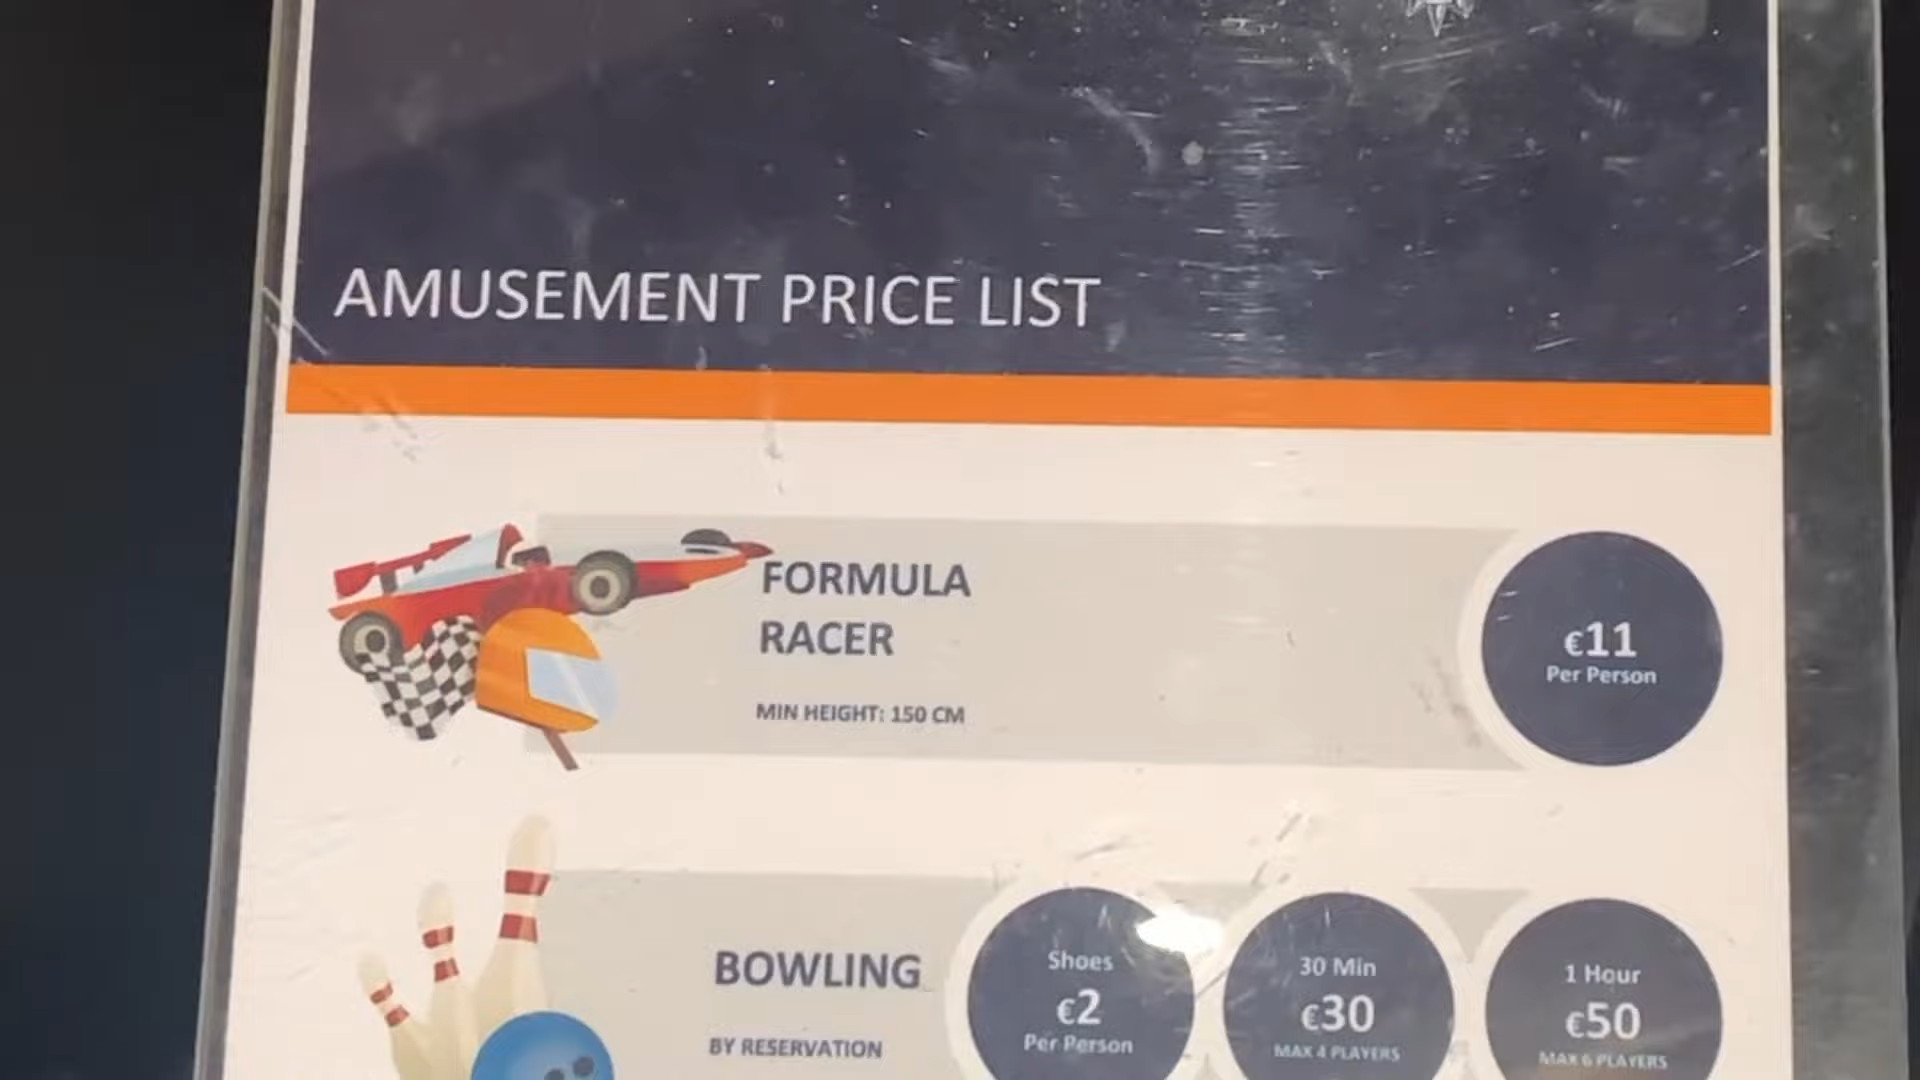 AMUSEMENT PRICE LIST
FORMULA
RACER
MIN HEIGHT: 150 CM
€11
Per Person
BOWLING
BY RESERVATION
Shoes
€2
Per Person
30 Min
€30
MAX 4 PLAYERS
1 Hour
€50
MAX 6 PLAYERS